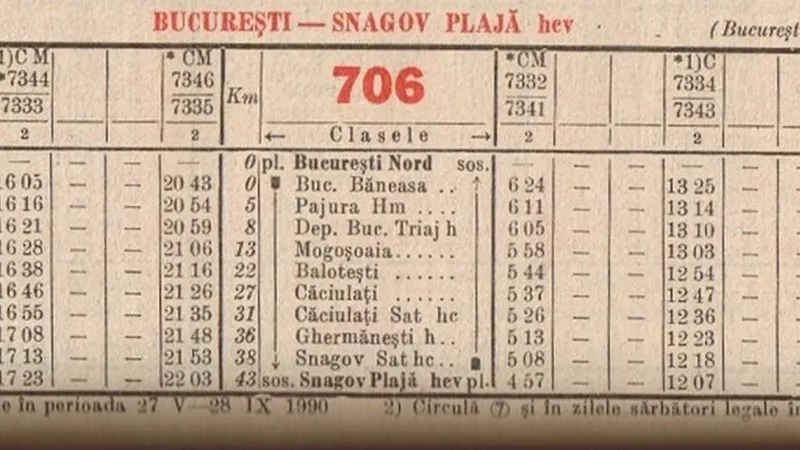 BUCUREȘTI — SNAGOV PLAJĂ hev (București
1)C M * CM *CM *1)C
*7344 7346 706 7332 7334
7333 7335 Km 7341 7343
2 2 ← Clasele → 2 2
— — — — 0 pl. București Nord sos. — — — —
16 05 — — 20 43 0 Buc. Băneasa .. 6 24 — — 13 25
16 16 — — 20 54 5 Pajura Hm .... 6 11 — — 13 14
16 21 — — 20 59 8 Dep. Buc. Triaj h 6 05 — — 13 10
16 28 — — 21 06 13 Mogoșoaia...... 5 58 — — 13 03
16 38 — — 21 16 22 Balotești ...... 5 44 — — 12 54
16 46 — — 21 26 27 Căciulați ...... 5 37 — — 12 47
16 55 — — 21 35 31 Căciulați Sat hc 5 26 — — 12 36
17 08 — — 21 48 36 Ghermănești h.. 5 13 — — 12 23
17 13 — — 21 53 38 Snagov Sat hc.. 5 08 — — 12 18
17 23 — — 22 03 43 sos. Snagov Plajă hev pl. 4 57 — — 12 07
e în perioada 27 V—28 IX 1990 2) Circulă ⑦ și în zilele sărbători legale în